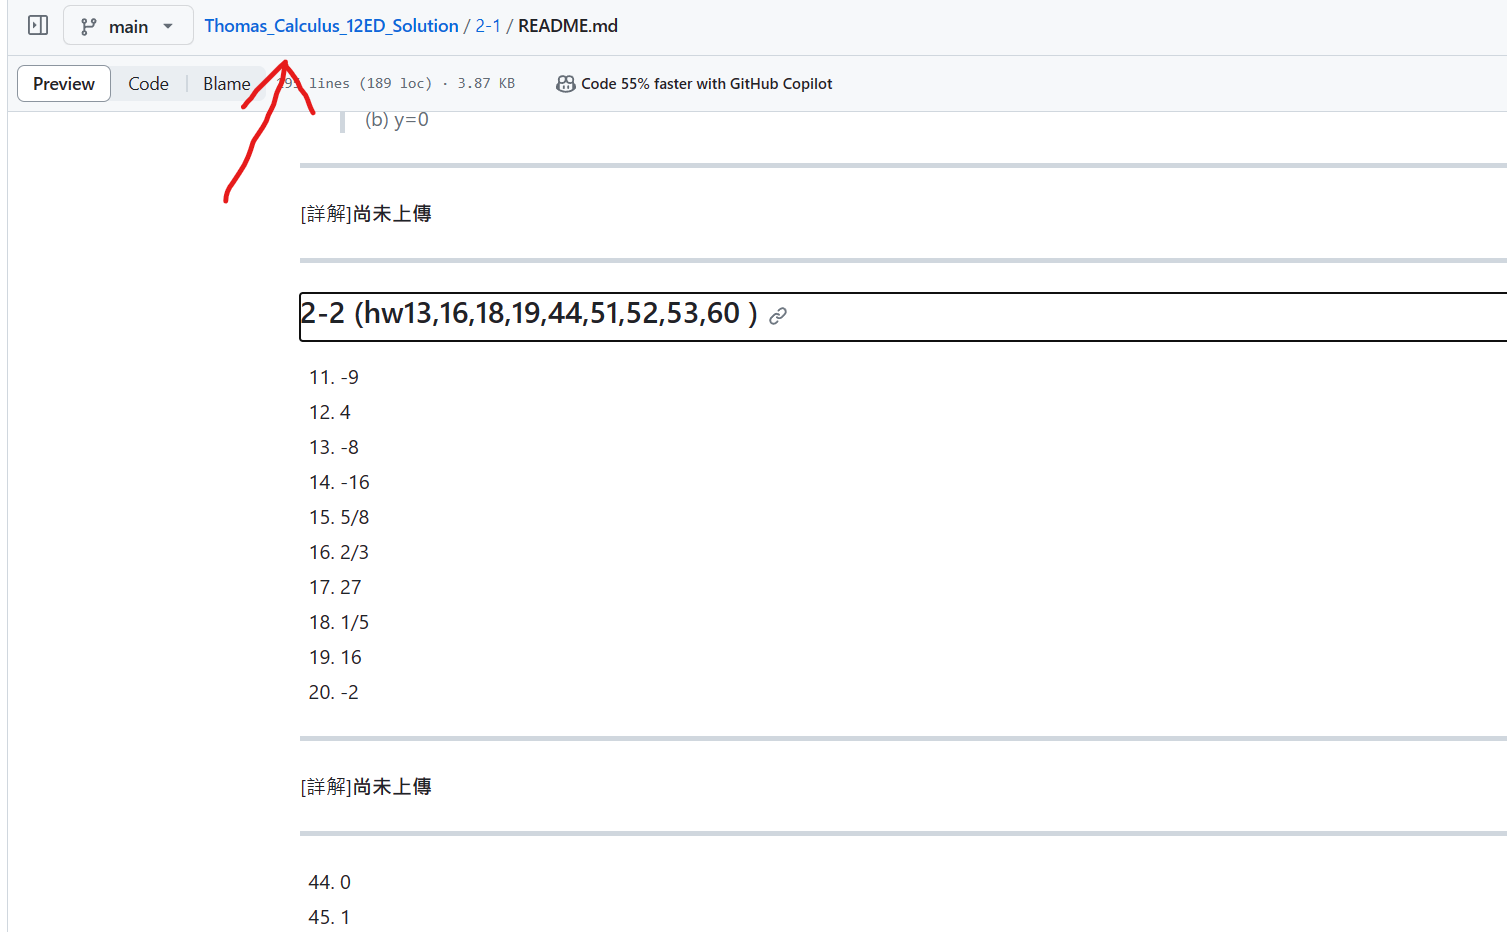 main Thomas_Calculus_12ED_Solution / 2-1 / README.md
Preview Code Blame lines (189 loc) · 3.87 KB Code 55% faster with GitHub Copilot
(b) y=0
[詳解]尚未上傳
2-2 (hw13,16,18,19,44,51,52,53,60 )
11. -9
12. 4
13. -8
14. -16
15. 5/8
16. 2/3
17. 27
18. 1/5
19. 16
20. -2
[詳解]尚未上傳
44. 0
45. 1